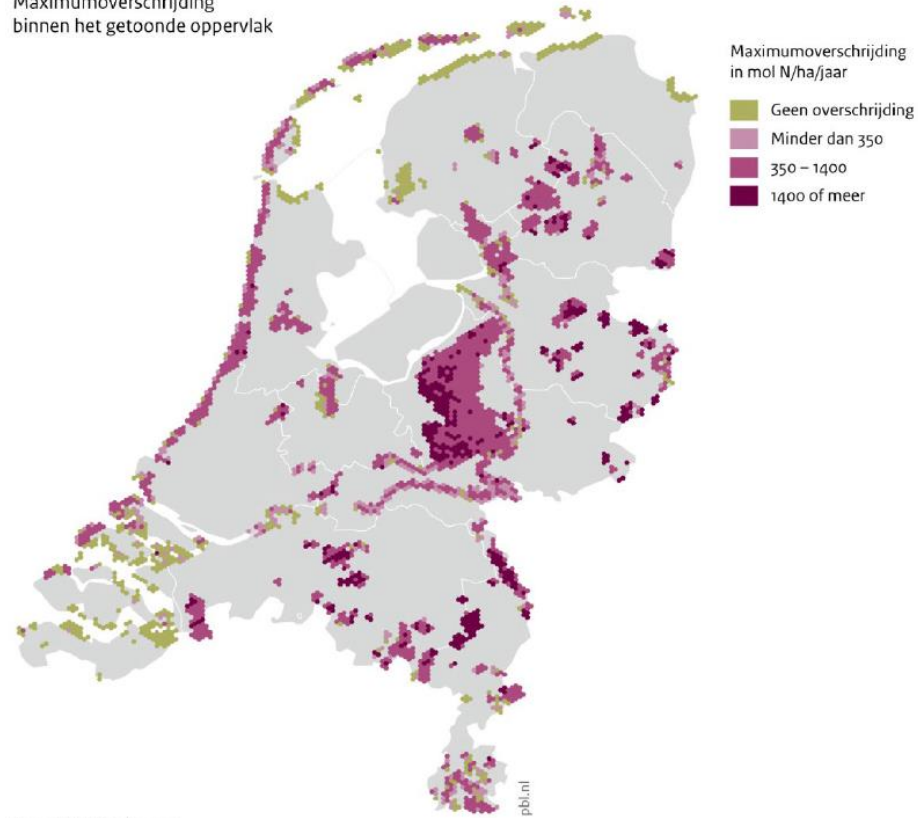 Maximumoverschrijding
binnen het getoonde oppervlak
Maximumoverschrijding
in mol N/ha/jaar
Geen overschrijding
Minder dan 350
350 – 1400
1400 of meer
pbl.nl